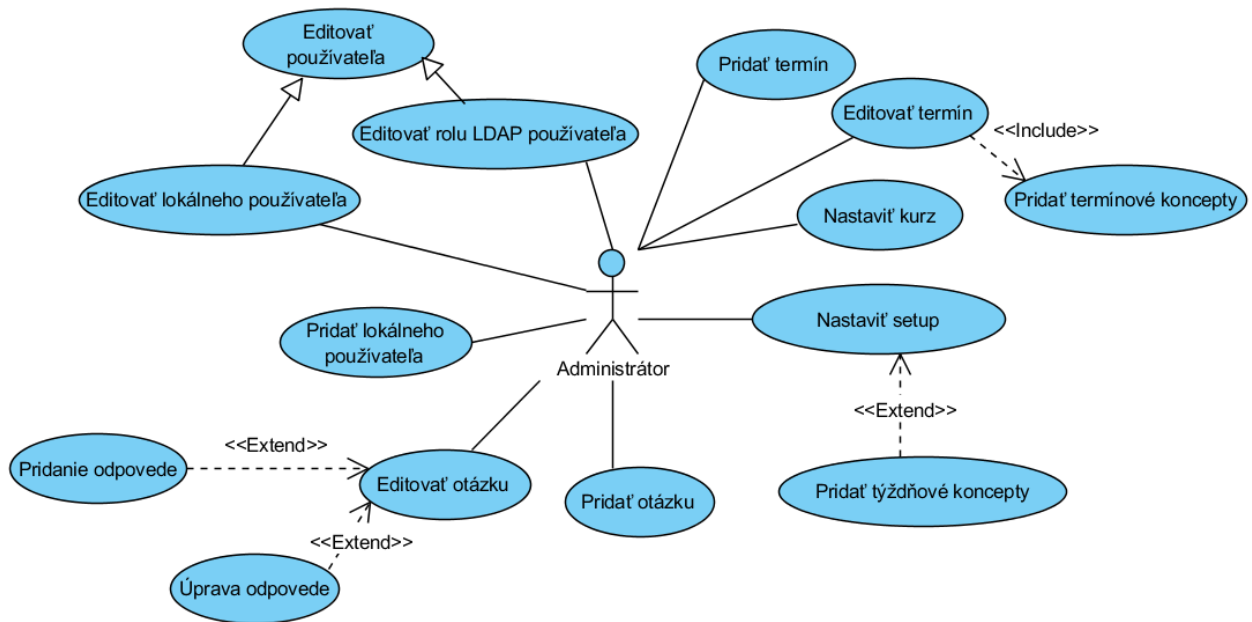 Editovať
používateľa
Pridať termín
Editovať termín
<<Include>>
Editovať rolu LDAP používateľa
Editovať lokálneho používateľa
Pridať termínové koncepty
Nastaviť kurz
Pridať lokálneho
používateľa
Nastaviť setup
Administrátor
<<Extend>>
<<Extend>>
Pridanie odpovede
Editovať otázku
Pridať otázku
Pridať týždňové koncepty
<<Extend>>
Úprava odpovede